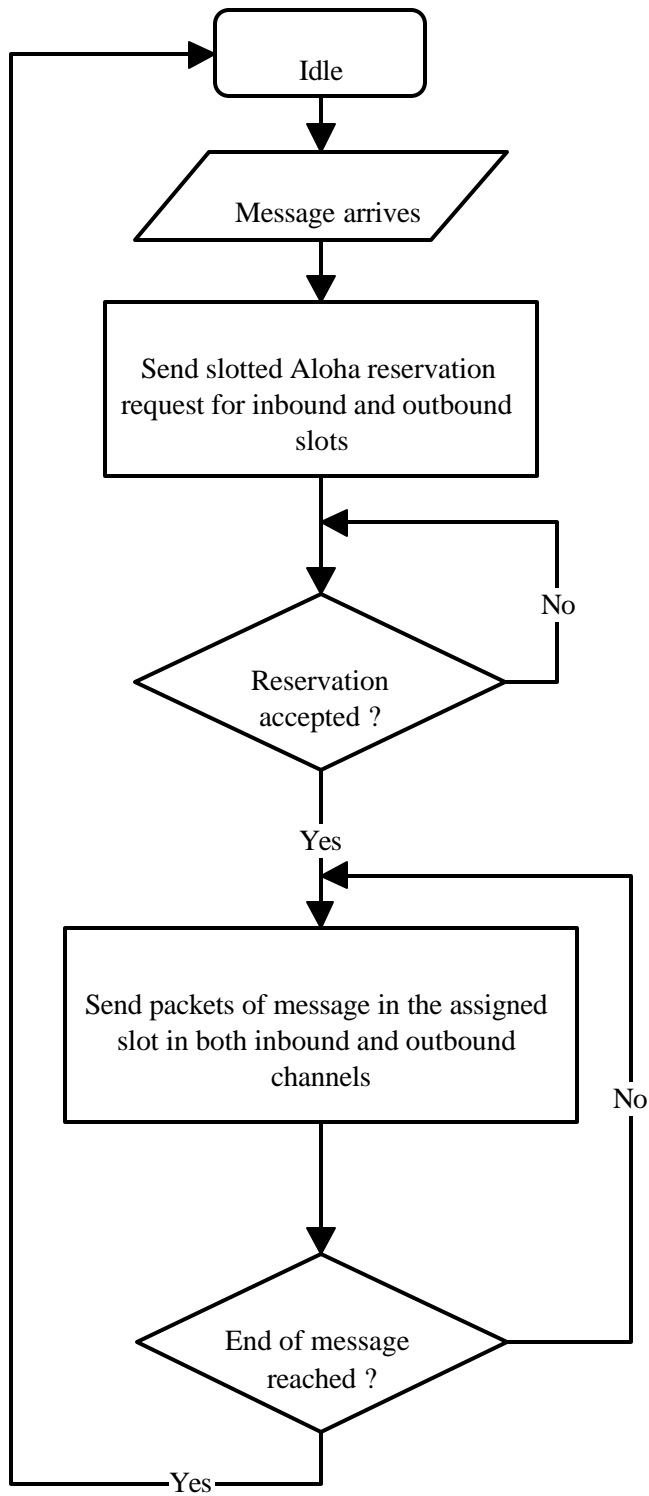 Idle
Message arrives
Send slotted Aloha reservation
request for inbound and outbound
slots
No
Reservation
accepted ?
Yes
Send packets of message in the assigned
slot in both inbound and outbound
channels
No
End of message
reached ?
Yes